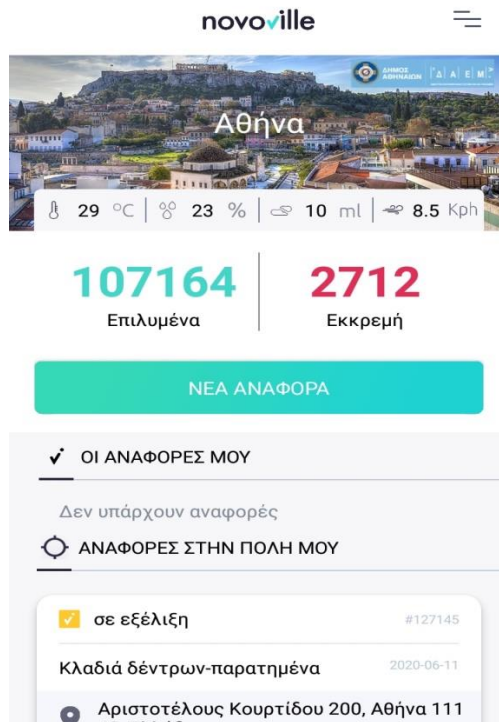 novoville
ΔΗΜΟΣ
ΑΘΗΝΑΙΩΝ
Δ Α Ε Μ
Αθήνα
29 °C 23 % 10 ml 8.5 Kph
107164 2712
Επιλυμένα Εκκρεμή
ΝΕΑ ΑΝΑΦΟΡΑ
ΟΙ ΑΝΑΦΟΡΕΣ ΜΟΥ
Δεν υπάρχουν αναφορές
ΑΝΑΦΟΡΕΣ ΣΤΗΝ ΠΟΛΗ ΜΟΥ
σε εξέλιξη #127145
Κλαδιά δέντρων-παρατημένα 2020-06-11
Αριστοτέλους Κουρτίδου 200, Αθήνα 111